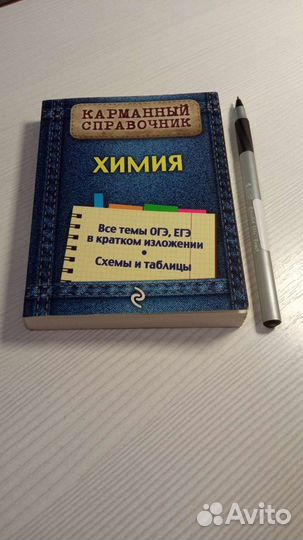 КАРМАННЫЙ
СПРАВОЧНИК
ХИМИЯ
Все темы ОГЭ, ЕГЭ
в кратком изложении
•
Схемы и таблицы
Avito